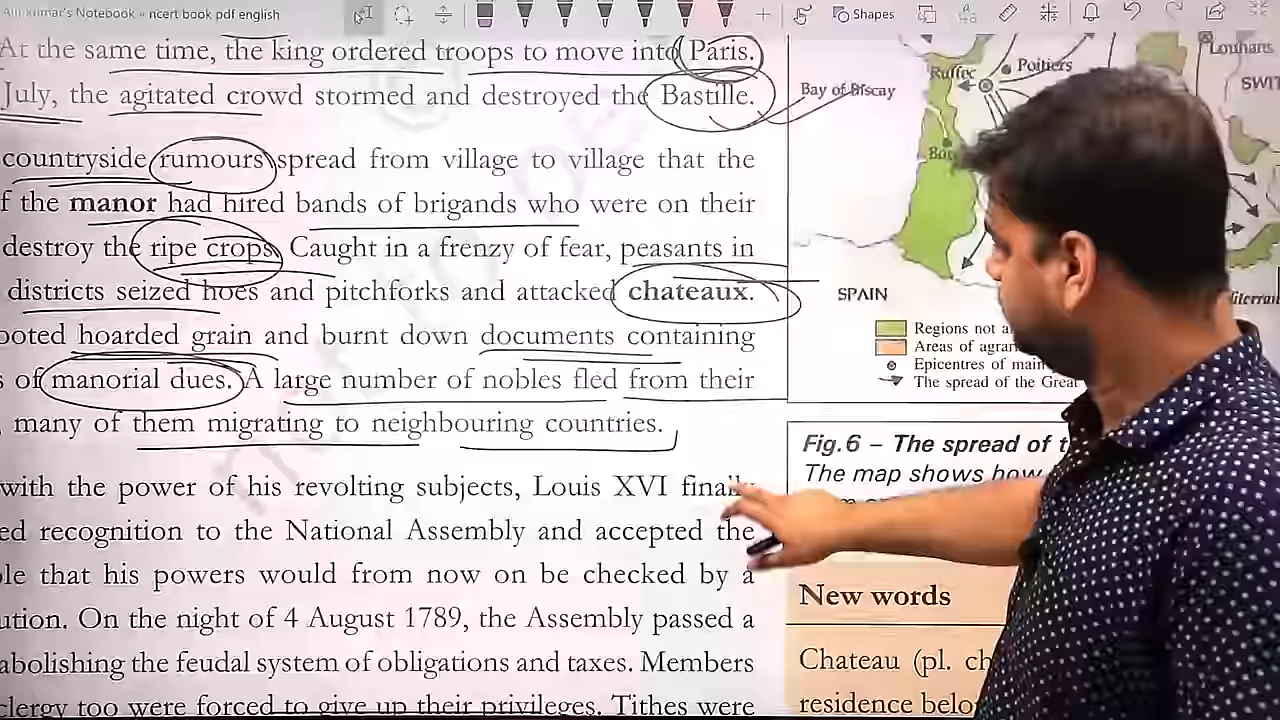 Anil Kumar's Notebook » ncert book pdf english
Shapes
At the same time, the king ordered troops to move into Paris.
July, the agitated crowd stormed and destroyed the Bastille.
countryside rumours spread from village to village that the
f the manor had hired bands of brigands who were on their
destroy the ripe crops. Caught in a frenzy of fear, peasants in
districts seized hoes and pitchforks and attacked chateaux.
ooted hoarded grain and burnt down documents containing
s of manorial dues. A large number of nobles fled from their
, many of them migrating to neighbouring countries.
with the power of his revolting subjects, Louis XVI finally
ed recognition to the National Assembly and accepted the
le that his powers would from now on be checked by a
ution. On the night of 4 August 1789, the Assembly passed a
abolishing the feudal system of obligations and taxes. Members
clergy too were forced to give up their privileges. Tithes were
Louhans
Ruffec
Poitiers
SWIT
Bay of Biscay
Bor
SPAIN
iterran
Regions not a
Areas of agrar
Epicentres of main
The spread of the Great
Fig.6 – The spread of t
The map shows how
New words
Chateau (pl. ch
residence belo